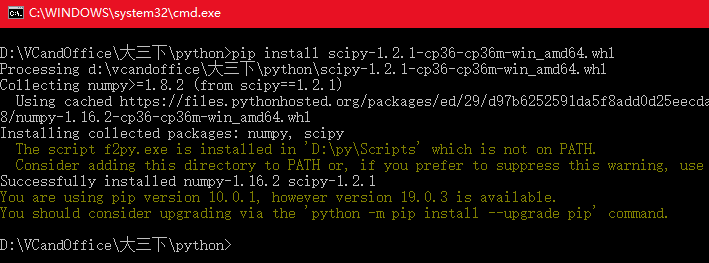 C:\WINDOWS\system32\cmd.exe
D:\VCandOffice\大三下\python>pip install scipy-1.2.1-cp36-cp36m-win_amd64.whl
Processing d:\vcandoffice\大三下\python\scipy-1.2.1-cp36-cp36m-win_amd64.whl
Collecting numpy>=1.8.2 (from scipy==1.2.1)
Using cached https://files.pythonhosted.org/packages/ed/29/d97b6252591da5f8add0d25eecda
8/numpy-1.16.2-cp36-cp36m-win_amd64.whl
Installing collected packages: numpy, scipy
The script f2py.exe is installed in 'D:\py\Scripts' which is not on PATH.
Consider adding this directory to PATH or, if you prefer to suppress this warning, use
Successfully installed numpy-1.16.2 scipy-1.2.1
You are using pip version 10.0.1, however version 19.0.3 is available.
You should consider upgrading via the 'python -m pip install --upgrade pip' command.
D:\VCandOffice\大三下\python>